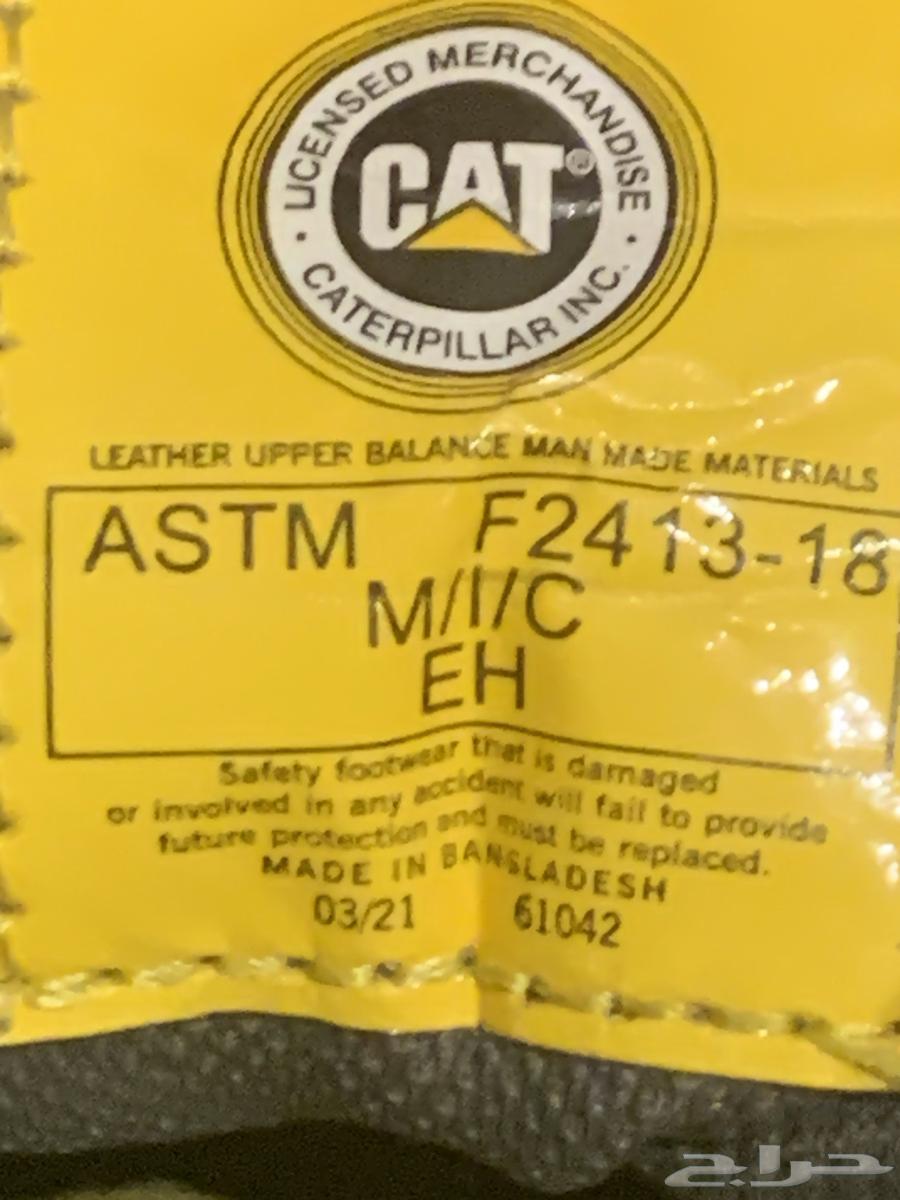 LICENSED MERCHANDISE
CAT®
· CATERPILLAR INC. ·
LEATHER UPPER BALANCE MAN MADE MATERIALS
ASTM F2413-18
M/I/C
EH
Safety footwear that is damaged
or involved in any accident will fail to provide
future protection and must be replaced.
MADE IN BANGLADESH
03/21 61042
حراج